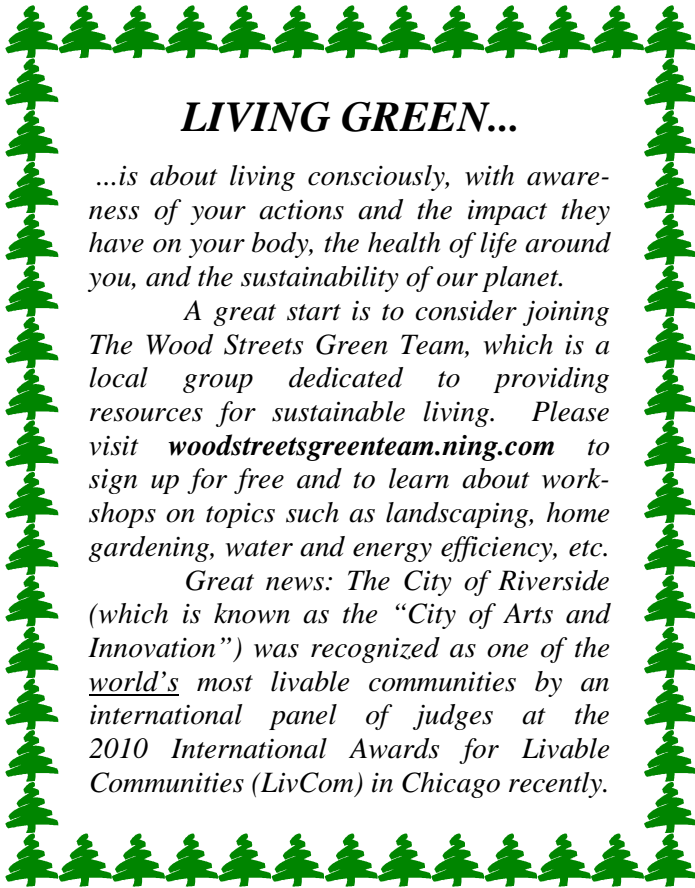 LIVING GREEN...
...is about living consciously, with aware-
ness of your actions and the impact they
have on your body, the health of life around
you, and the sustainability of our planet.
A great start is to consider joining
The Wood Streets Green Team, which is a
local group dedicated to providing
resources for sustainable living. Please
visit woodstreetsgreenteam.ning.com to
sign up for free and to learn about work-
shops on topics such as landscaping, home
gardening, water and energy efficiency, etc.
Great news: The City of Riverside
(which is known as the “City of Arts and
Innovation”) was recognized as one of the
world’s most livable communities by an
international panel of judges at the
2010 International Awards for Livable
Communities (LivCom) in Chicago recently.